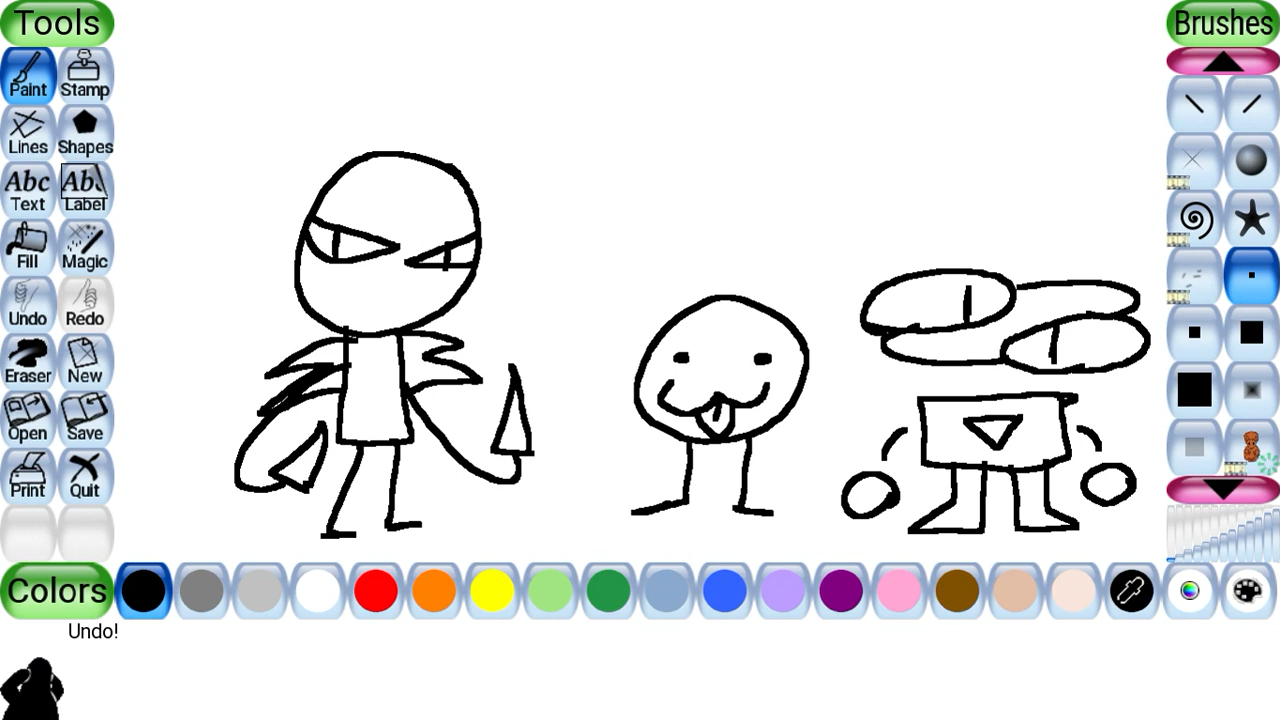 Tools
Brushes
Paint
Stamp
Lines
Shapes
Abc
Text
Abc
Label
Fill
Magic
Undo
Redo
Eraser
New
Open
Save
Print
Quit
Colors
Undo!